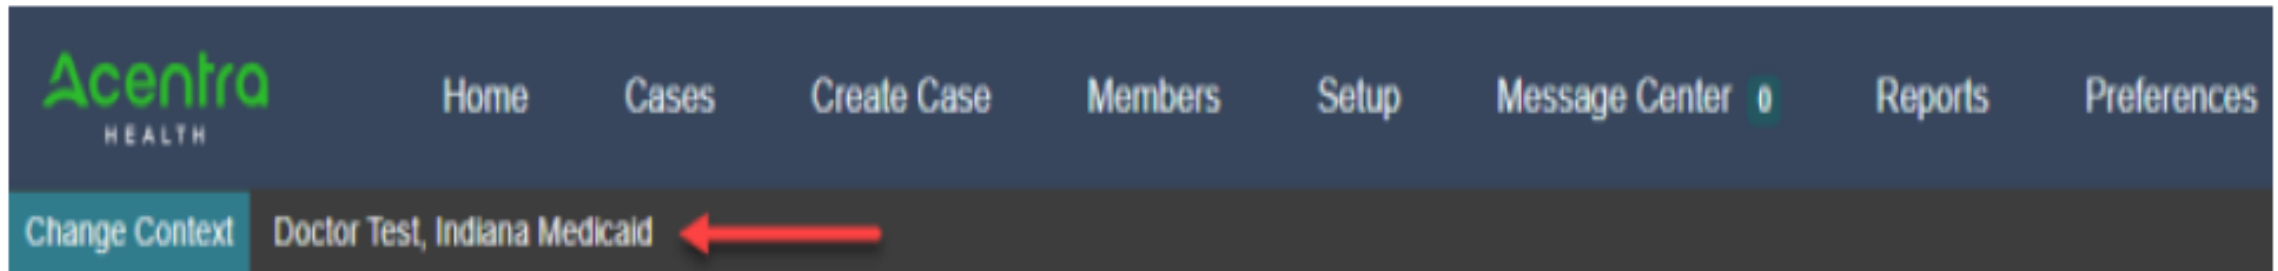 Acentra
HEALTH
Home Cases Create Case Members Setup Message Center 0 Reports Preferences
Change Context Doctor Test, Indiana Medicaid